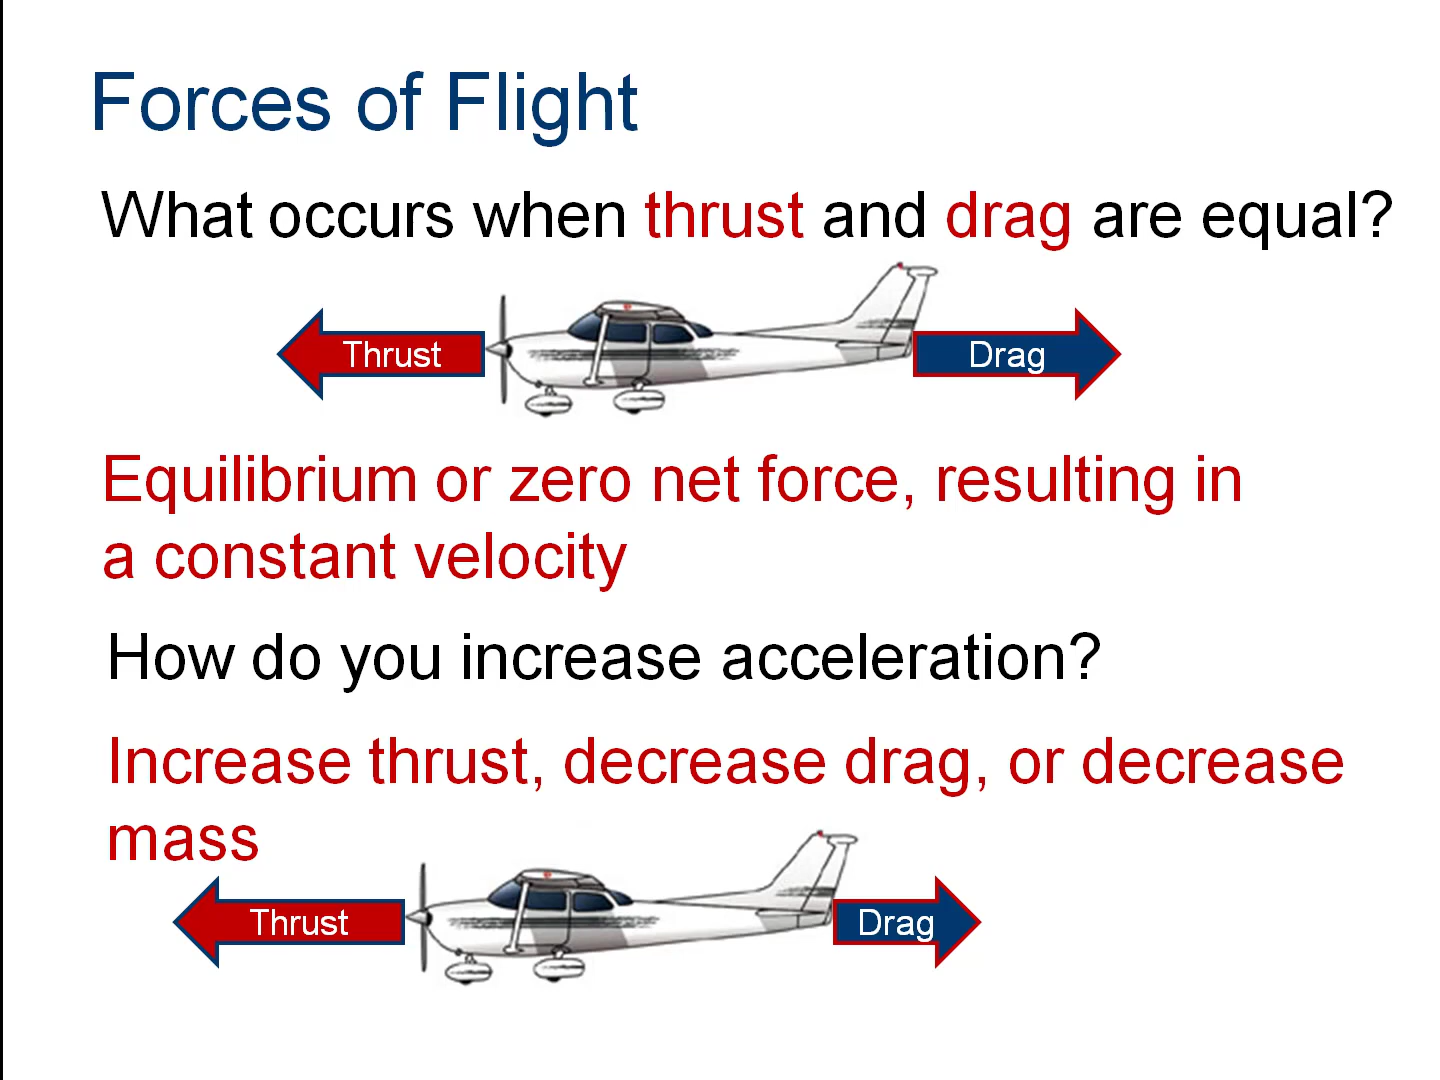 Forces of Flight
What occurs when thrust and drag are equal?
Thrust
Drag
Equilibrium or zero net force, resulting in
a constant velocity
How do you increase acceleration?
Increase thrust, decrease drag, or decrease
mass
Thrust
Drag